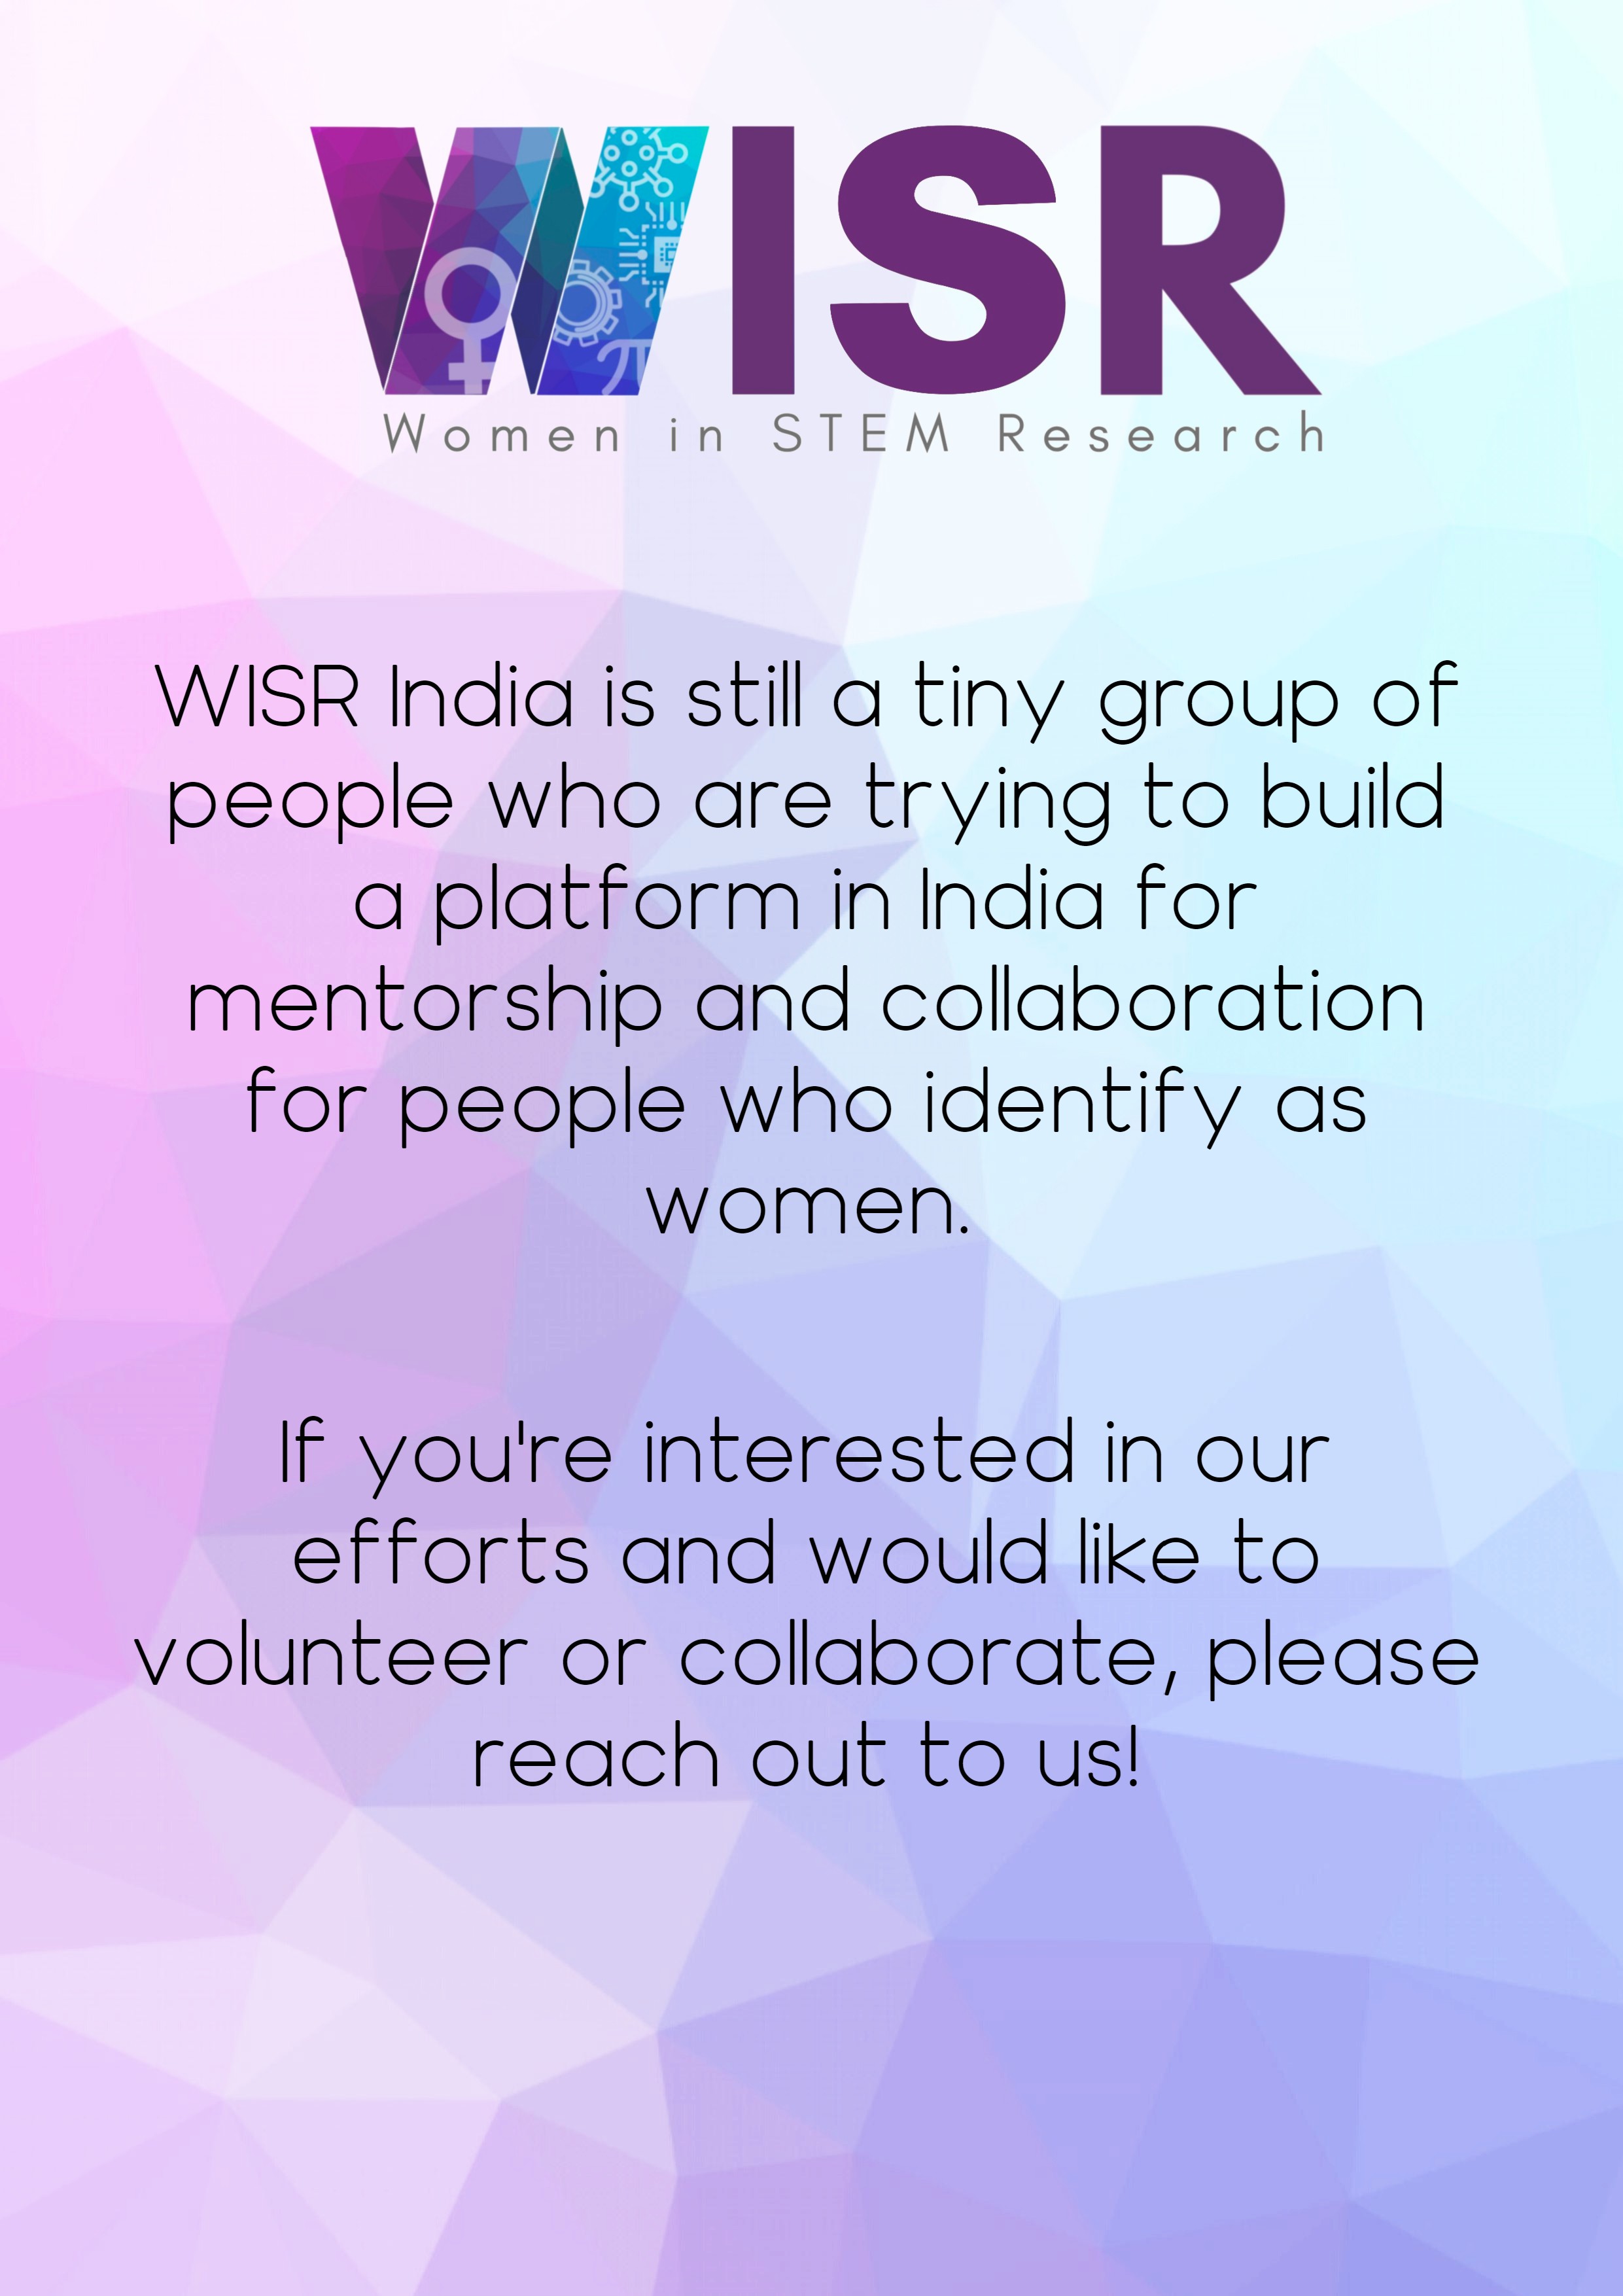 WISR
Women in STEM Research
WISR India is still a tiny group of
people who are trying to build
a platform in India for
mentorship and collaboration
for people who identify as
women.
If you're interested in our
efforts and would like to
volunteer or collaborate, please
reach out to us!